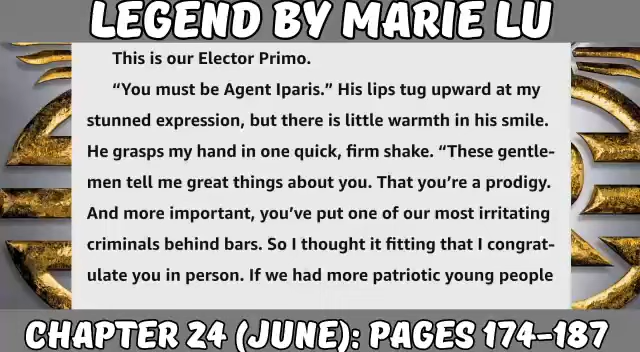 LEGEND BY MARIE LU
This is our Elector Primo.
“You must be Agent Iparis.” His lips tug upward at my
stunned expression, but there is little warmth in his smile.
He grasps my hand in one quick, firm shake. “These gentle-
men tell me great things about you. That you’re a prodigy.
And more important, you’ve put one of our most irritating
criminals behind bars. So I thought it fitting that I congrat-
ulate you in person. If we had more patriotic young people
CHAPTER 24 (JUNE): PAGES 174-187